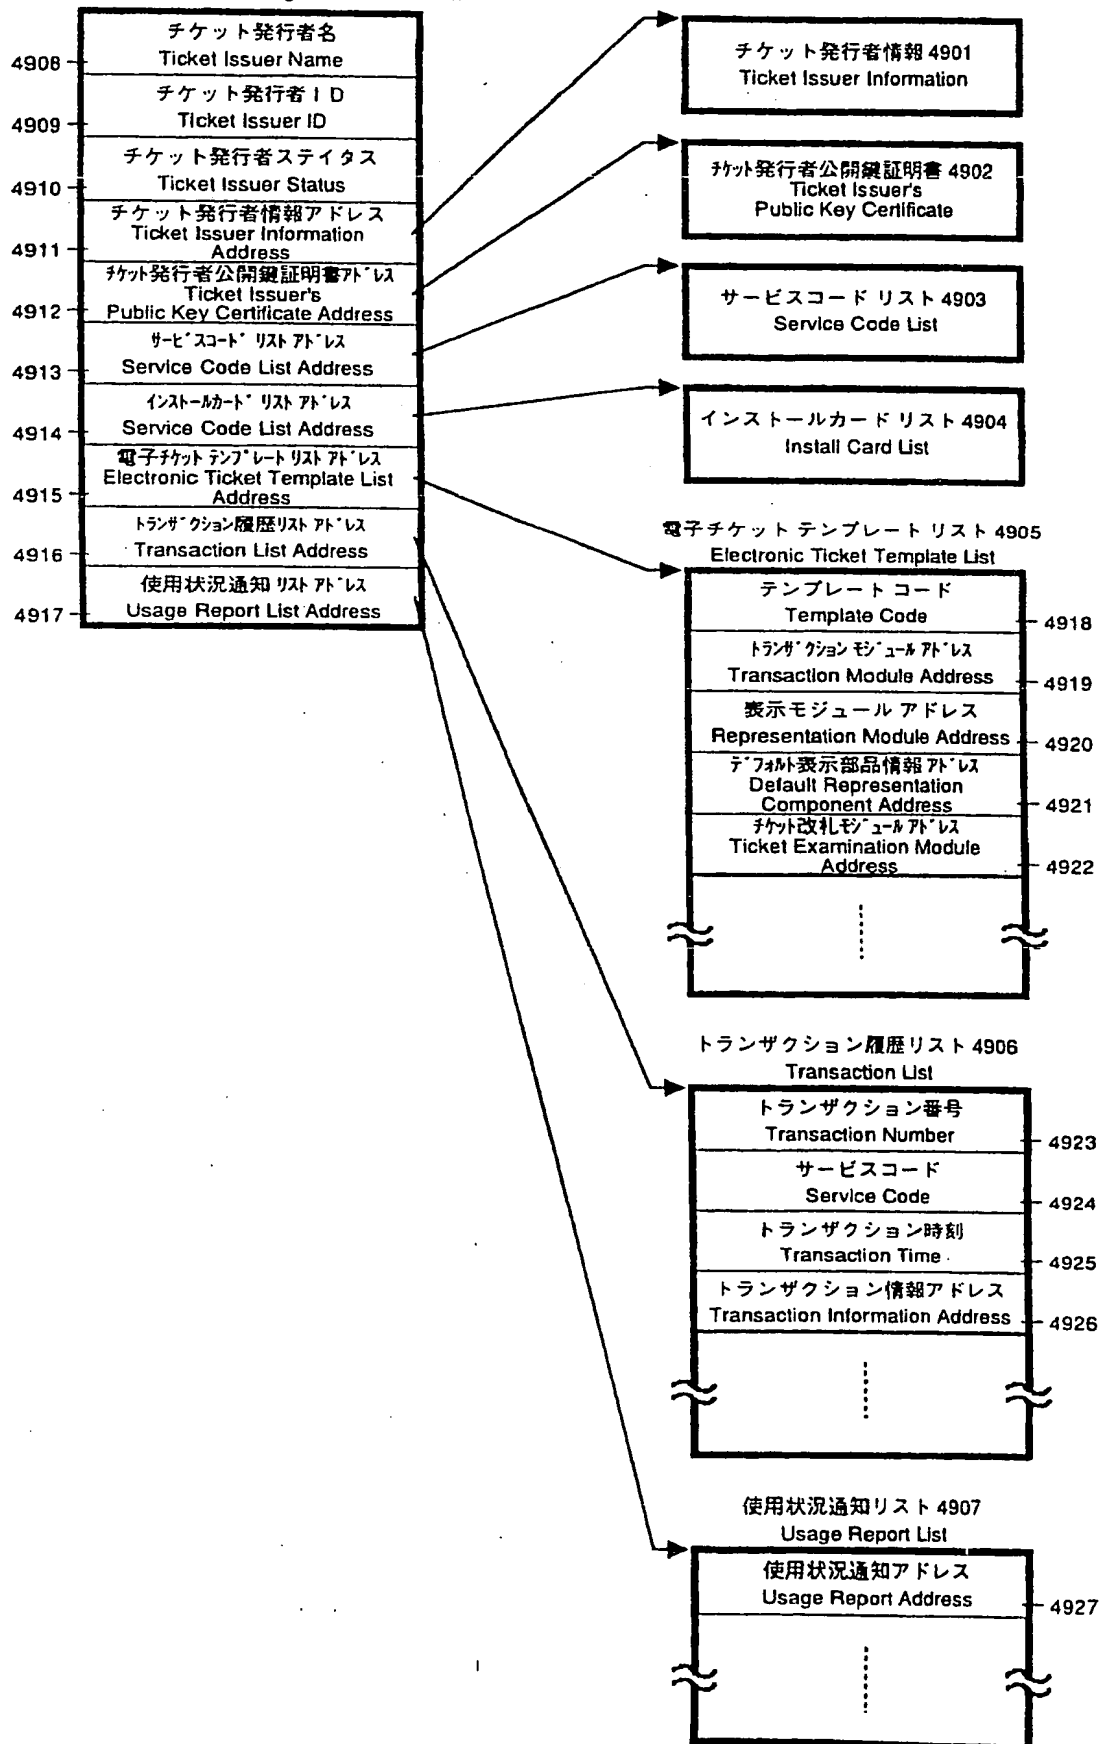 チケット発行者名
Ticket Issuer Name
4908
チケット発行者ID
Ticket Issuer ID
4909
チケット発行者ステイタス
Ticket Issuer Status
4910
チケット発行者情報アドレス
Ticket Issuer Information
Address
4911
チケット発行者公開鍵証明書アドレス
Ticket Issuer's
Public Key Certificate Address
4912
サービスコード リスト アドレス
Service Code List Address
4913
インストールカード リスト アドレス
Service Code List Address
4914
電子チケット テンプレート リスト アドレス
Electronic Ticket Template List
Address
4915
トランザクション履歴リスト アドレス
Transaction List Address
4916
使用状況通知 リスト アドレス
Usage Report List Address
4917
チケット発行者情報 4901
Ticket Issuer Information
チケット発行者公開鍵証明書 4902
Ticket Issuer's
Public Key Certificate
サービスコード リスト 4903
Service Code List
インストールカード リスト 4904
Install Card List
電子チケット テンプレート リスト 4905
Electronic Ticket Template List
テンプレート コード
Template Code
4918
トランザクション モジュール アドレス
Transaction Module Address
4919
表示モジュール アドレス
Representation Module Address
4920
デフォルト表示部品情報 アドレス
Default Representation
Component Address
4921
チケット改札モジュール アドレス
Ticket Examination Module
Address
4922
トランザクション履歴リスト 4906
Transaction List
トランザクション番号
Transaction Number
4923
サービスコード
Service Code
4924
トランザクション時刻
Transaction Time
4925
トランザクション情報アドレス
Transaction Information Address
4926
使用状況通知リスト 4907
Usage Report List
使用状況通知アドレス
Usage Report Address
4927